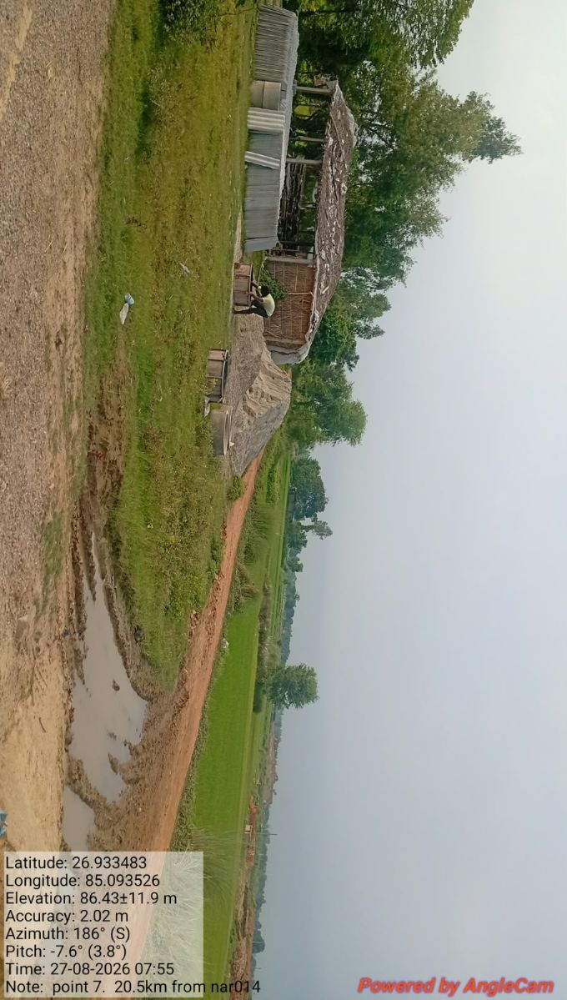 Latitude: 26.933483
Longitude: 85.093526
Elevation: 86.43±11.9 m
Accuracy: 2.02 m
Azimuth: 186° (S)
Pitch: -7.6° (3.8°)
Time: 27-08-2026 07:55
Note: point 7. 20.5km from nar014
Powered by AngleCam